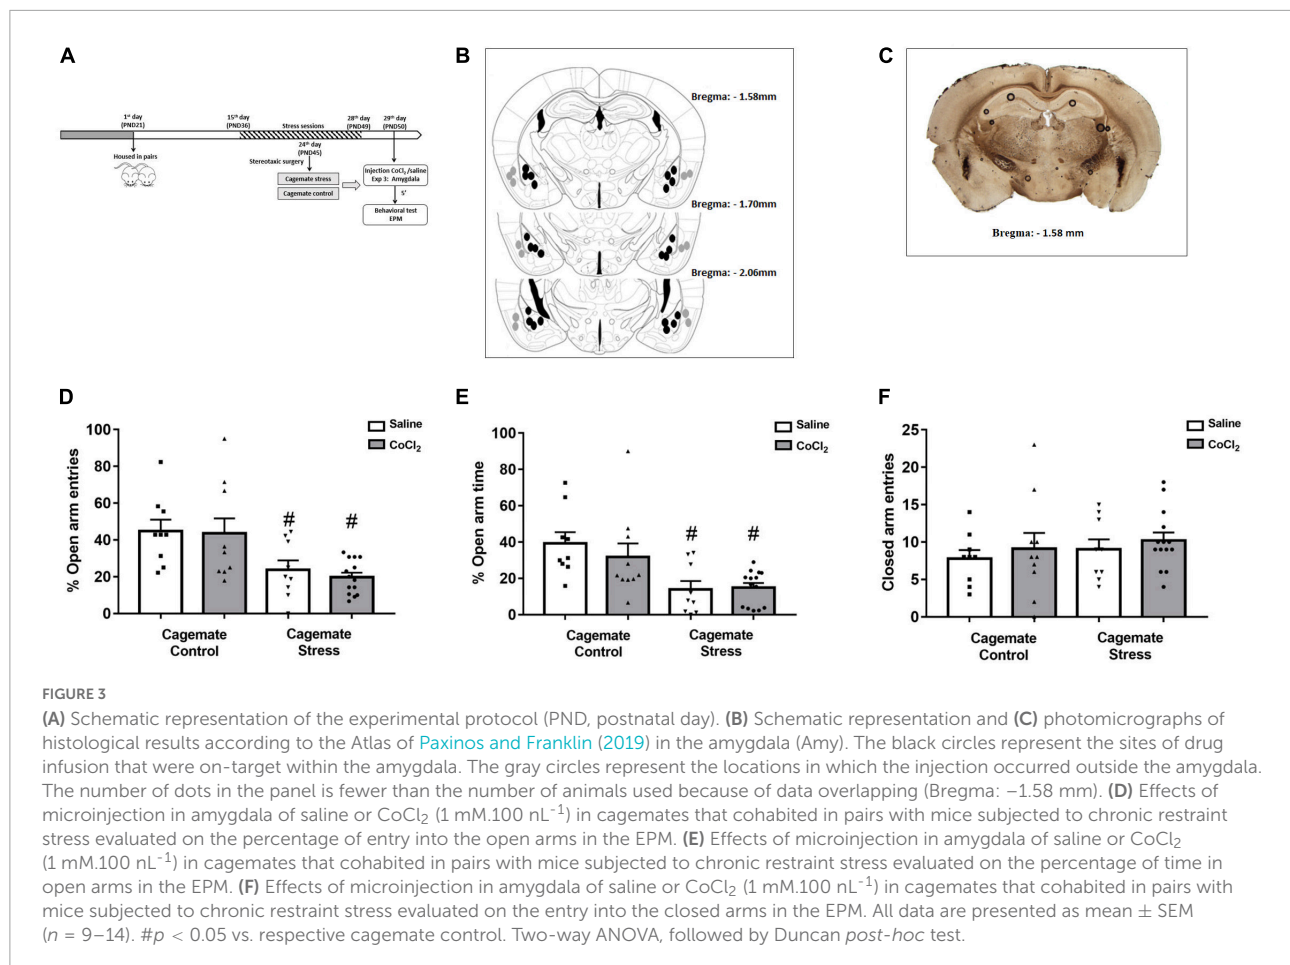 A
1st day
(PND21)
15th day
(PND36)
Stress sessions
28th day
(PND49)
29th day
(PND50)
24th day
(PND45)
Housed in pairs
Stereotaxic surgery
Cagemate stress
Cagemate control
Injection CoCl2 /saline
Exp 3: Amygdala
5'
Behavioral test
EPM
B
Bregma: - 1.58mm
Bregma: - 1.70mm
Bregma: - 2.06mm
C
Bregma: - 1.58 mm
D
% Open arm entries
100
80
60
40
20
0
Saline
CoCl2
#
#
Cagemate
Control
Cagemate
Stress
E
% Open arm time
100
80
60
40
20
0
Saline
CoCl2
#
#
Cagemate
Control
Cagemate
Stress
F
Closed arm entries
25
20
15
10
5
0
Saline
CoCl2
Cagemate
Control
Cagemate
Stress
FIGURE 3
(A) Schematic representation of the experimental protocol (PND, postnatal day). (B) Schematic representation and (C) photomicrographs of
histological results according to the Atlas of Paxinos and Franklin (2019) in the amygdala (Amy). The black circles represent the sites of drug
infusion that were on-target within the amygdala. The gray circles represent the locations in which the injection occurred outside the amygdala.
The number of dots in the panel is fewer than the number of animals used because of data overlapping (Bregma: −1.58 mm). (D) Effects of
microinjection in amygdala of saline or CoCl2 (1 mM.100 nL-1) in cagemates that cohabited in pairs with mice subjected to chronic restraint
stress evaluated on the percentage of entry into the open arms in the EPM. (E) Effects of microinjection in amygdala of saline or CoCl2
(1 mM.100 nL-1) in cagemates that cohabited in pairs with mice subjected to chronic restraint stress evaluated on the percentage of time in
open arms in the EPM. (F) Effects of microinjection in amygdala of saline or CoCl2 (1 mM.100 nL-1) in cagemates that cohabited in pairs with
mice subjected to chronic restraint stress evaluated on the entry into the closed arms in the EPM. All data are presented as mean ± SEM
(n = 9–14). #p < 0.05 vs. respective cagemate control. Two-way ANOVA, followed by Duncan post-hoc test.